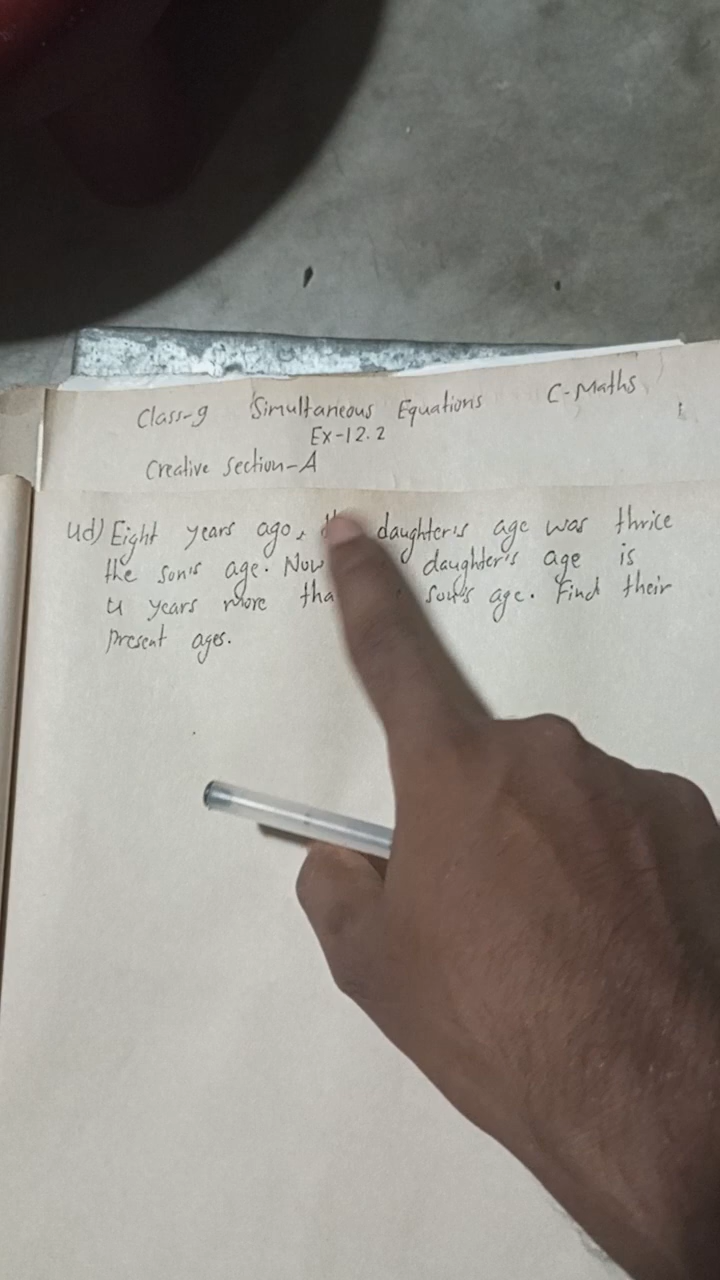 Class-9 Simultaneous Equations C-Maths
Ex-12.2
Creative Section-A
4d) Eight years ago, daughter's age was thrice
the son's age. Now daughter's age is
4 years more son's age. Find their
present ages.